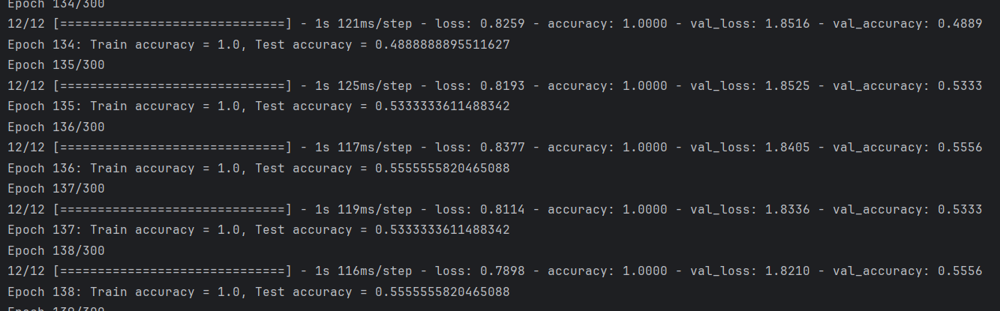 Epoch 134/300
12/12 [==============================] - 1s 121ms/step - loss: 0.8259 - accuracy: 1.0000 - val_loss: 1.8516 - val_accuracy: 0.4889
Epoch 134: Train accuracy = 1.0, Test accuracy = 0.4888888895511627
Epoch 135/300
12/12 [==============================] - 1s 125ms/step - loss: 0.8193 - accuracy: 1.0000 - val_loss: 1.8525 - val_accuracy: 0.5333
Epoch 135: Train accuracy = 1.0, Test accuracy = 0.5333333611488342
Epoch 136/300
12/12 [==============================] - 1s 117ms/step - loss: 0.8377 - accuracy: 1.0000 - val_loss: 1.8405 - val_accuracy: 0.5556
Epoch 136: Train accuracy = 1.0, Test accuracy = 0.5555555820465088
Epoch 137/300
12/12 [==============================] - 1s 119ms/step - loss: 0.8114 - accuracy: 1.0000 - val_loss: 1.8336 - val_accuracy: 0.5333
Epoch 137: Train accuracy = 1.0, Test accuracy = 0.5333333611488342
Epoch 138/300
12/12 [==============================] - 1s 116ms/step - loss: 0.7898 - accuracy: 1.0000 - val_loss: 1.8210 - val_accuracy: 0.5556
Epoch 138: Train accuracy = 1.0, Test accuracy = 0.5555555820465088
Epoch 139/300